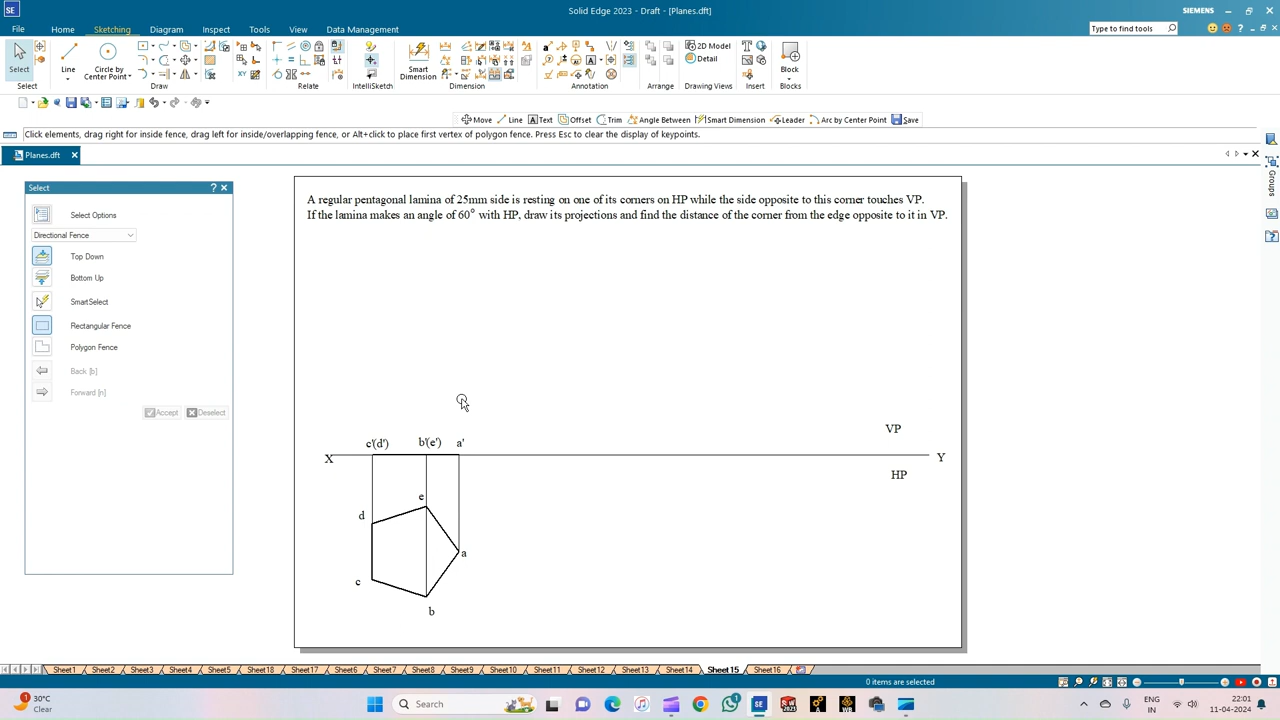 Solid Edge 2023 - Draft - [Planes.dft]
SIEMENS
File Home Sketching Diagram Inspect Tools View Data Management
Type to find tools
Select
Line
Circle by Center Point
Smart Dimension
2D Model
Detail
Block
Select Draw Relate IntelliSketch Dimension Annotation Arrange Drawing Views Insert Blocks
Move Line Text Offset Trim Angle Between Smart Dimension Leader Arc by Center Point Save
Click elements, drag right for inside fence, drag left for inside/overlapping fence, or Alt+click to place first vertex of polygon fence. Press Esc to clear the display of keypoints.
Planes.dft
Groups
Select
Select Options
Directional Fence
Top Down
Bottom Up
SmartSelect
Rectangular Fence
Polygon Fence
Back [b]
Forward [n]
Accept Deselect
A regular pentagonal lamina of 25mm side is resting on one of its corners on HP while the side opposite to this corner touches VP.
If the lamina makes an angle of 60° with HP, draw its projections and find the distance of the corner from the edge opposite to it in VP.
VP
c'(d') b'(e') a'
X Y
HP
e
d
a
c
b
Sheet1 Sheet2 Sheet3 Sheet4 Sheet5 Sheet18 Sheet17 Sheet6 Sheet7 Sheet8 Sheet9 Sheet10 Sheet11 Sheet12 Sheet13 Sheet14 Sheet15 Sheet16
0 items are selected
30°C
Clear
Search
ENG
IN
22:01
11-04-2024